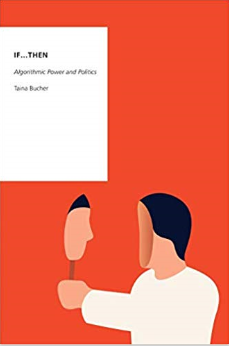 IF...THEN
Algorithmic Power and Politics
Taina Bucher